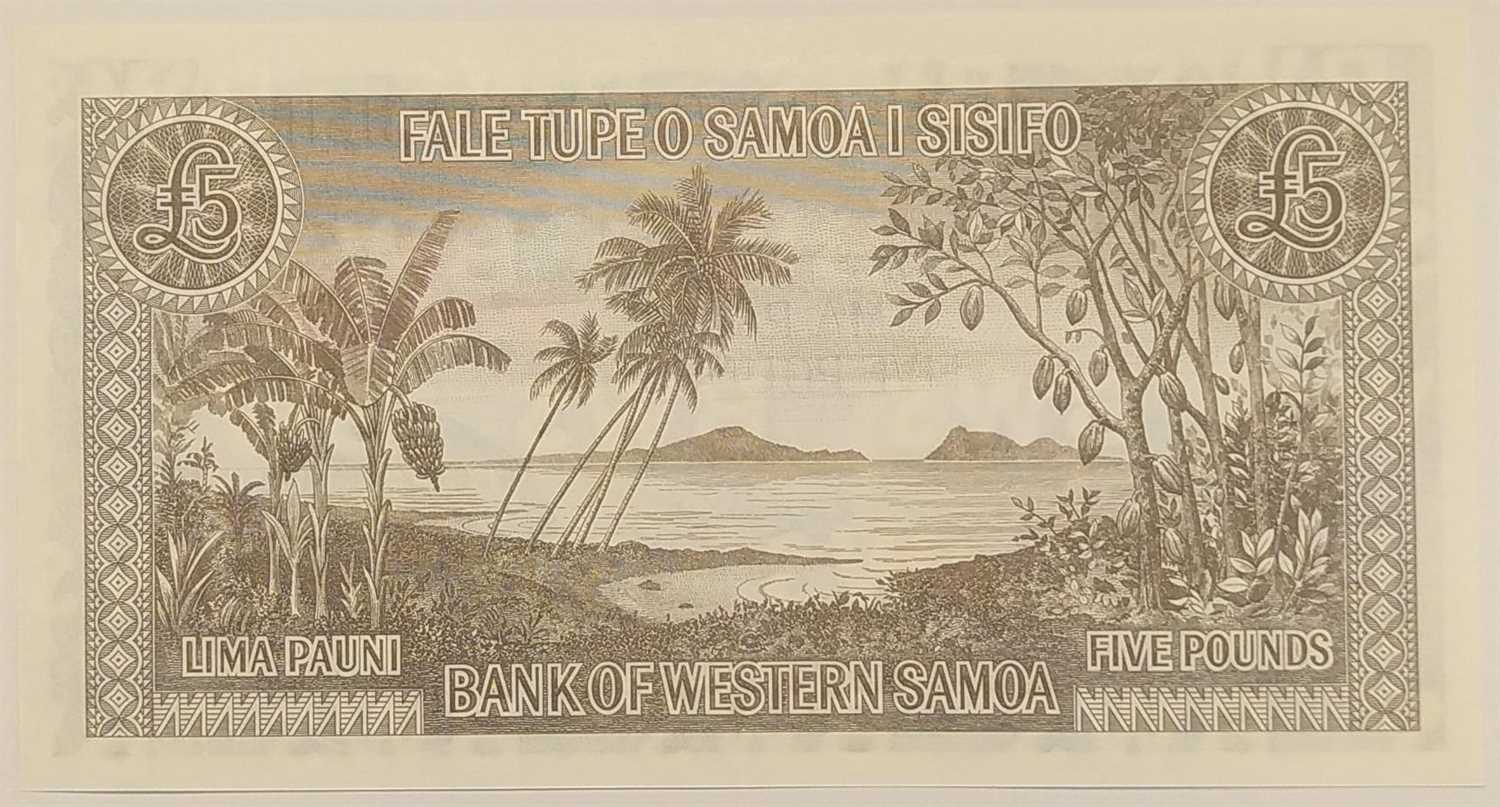 FALE TUPE O SAMOA I SISIFO
£5
£5
LIMA PAUNI
FIVE POUNDS
BANK OF WESTERN SAMOA